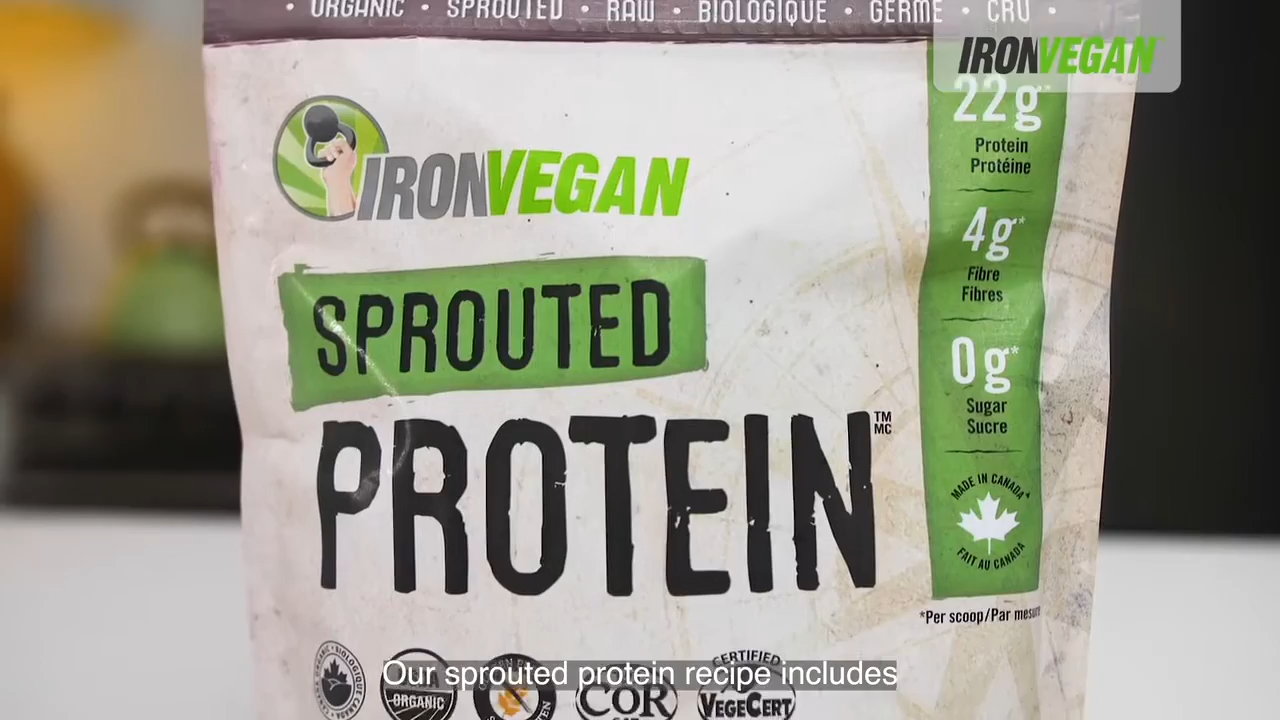 • ORGANIC • SPROUTED • RAW • BIOLOGIQUE • GERMÉ • CRU •
IRONVEGAN
22g*
Protein
Protéine
IRONVEGAN
4g*
Fibre
Fibres
SPROUTED
0g*
Sugar
Sucre
PROTEIN
TM
MC
MADE IN CANADA*
FAIT AU CANADA
*Per scoop/Par mesure
CERTIFIED
Our sprouted protein recipe includes
ORGANIC
COR
VEGECERT